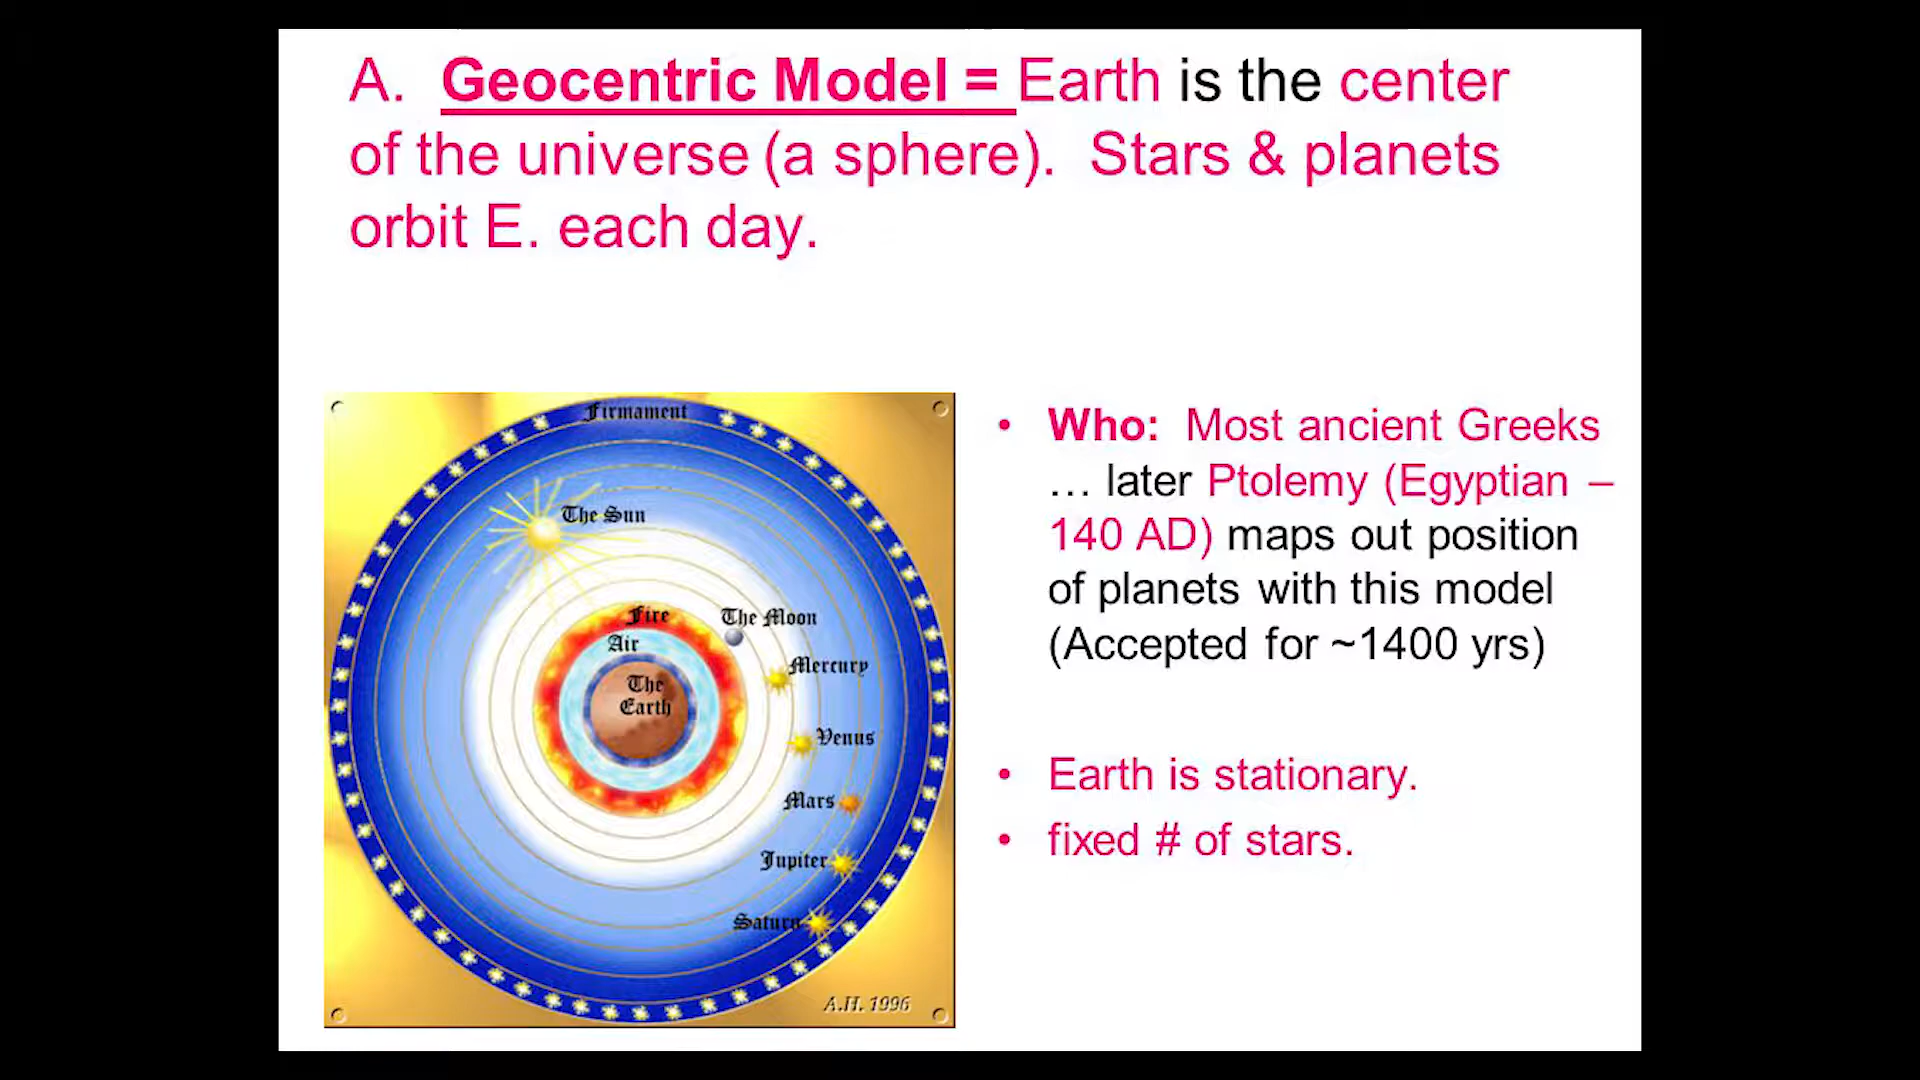 A. Geocentric Model = Earth is the center
of the universe (a sphere). Stars & planets
orbit E. each day.
Firmament
The Sun
Fire
The Moon
Air
Mercury
The
Earth
Venus
Mars
Jupiter
Saturn
A.H. 1996
• Who: Most ancient Greeks
… later Ptolemy (Egyptian –
140 AD) maps out position
of planets with this model
(Accepted for ~1400 yrs)
• Earth is stationary.
• fixed # of stars.